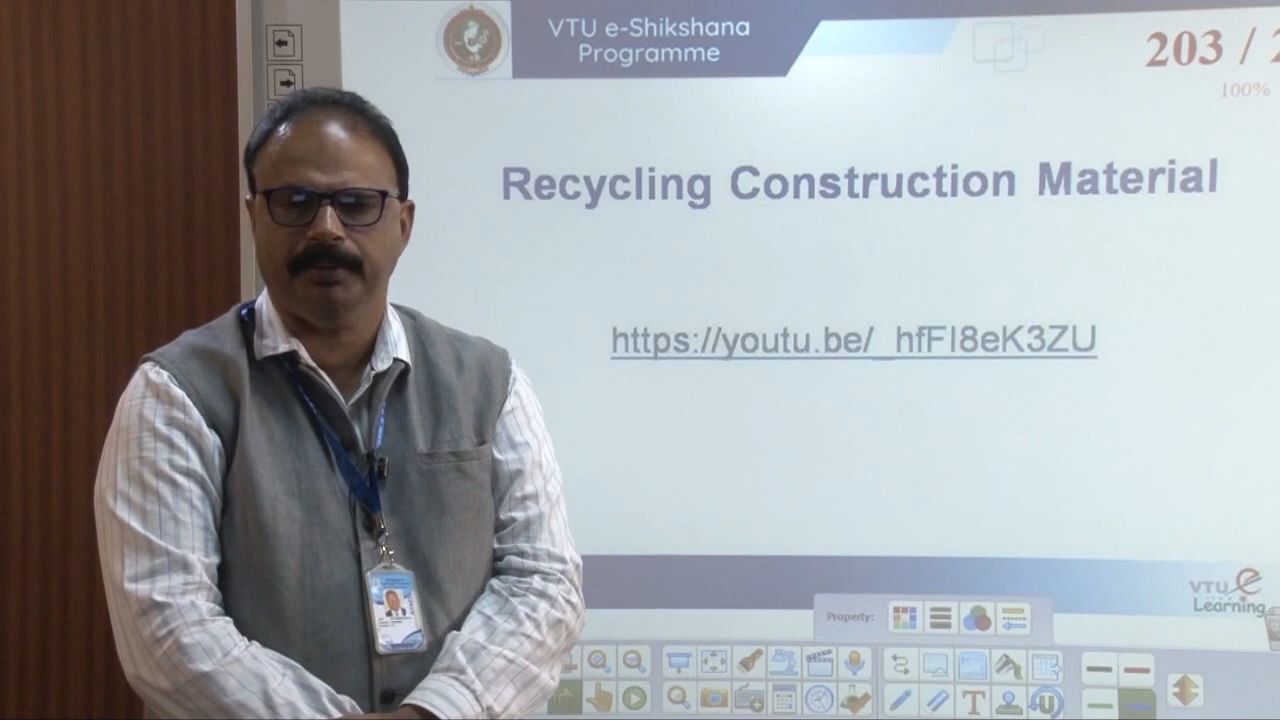 VTU e-Shikshana
Programme
203 / 2
100%
Recycling Construction Material
https://youtu.be/_hfFI8eK3ZU
VTU
Learning
Property:
T